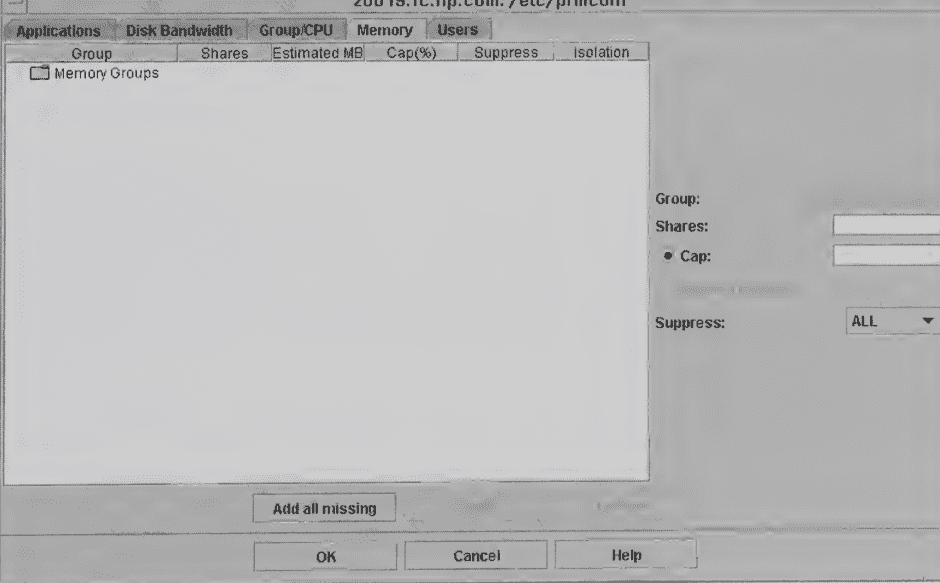 Applications Disk Bandwidth Group/CPU Memory Users
Group Shares Estimated MB Cap(%) Suppress Isolation
Memory Groups
Group:
Shares:
Cap:
Suppress: ALL
Add all missing
OK Cancel Help